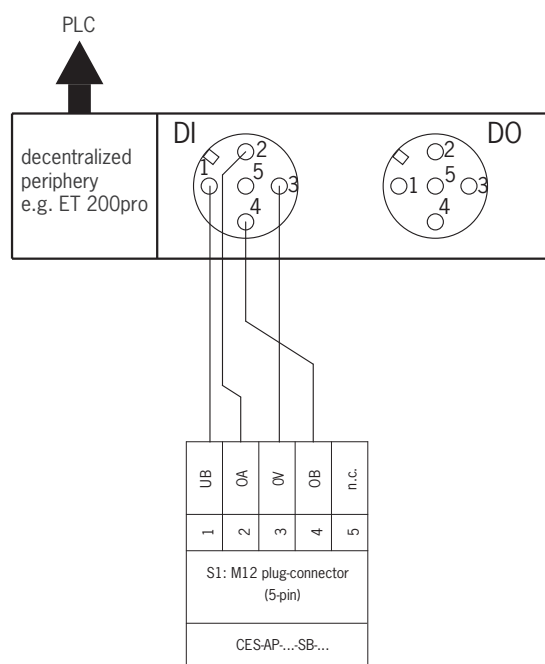 PLC
DI
DO
decentralized
periphery
e.g. ET 200pro
1
2
5
3
4
1
2
5
3
4
UB
OA
0V
OB
n.c.
1
2
3
4
5
S1: M12 plug-connector
(5-pin)
CES-AP-...-SB-...